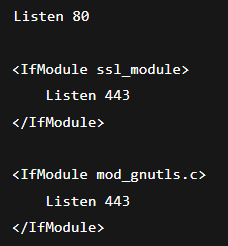 Listen 80
<IfModule ssl_module>
    Listen 443
</IfModule>
<IfModule mod_gnutls.c>
    Listen 443
</IfModule>